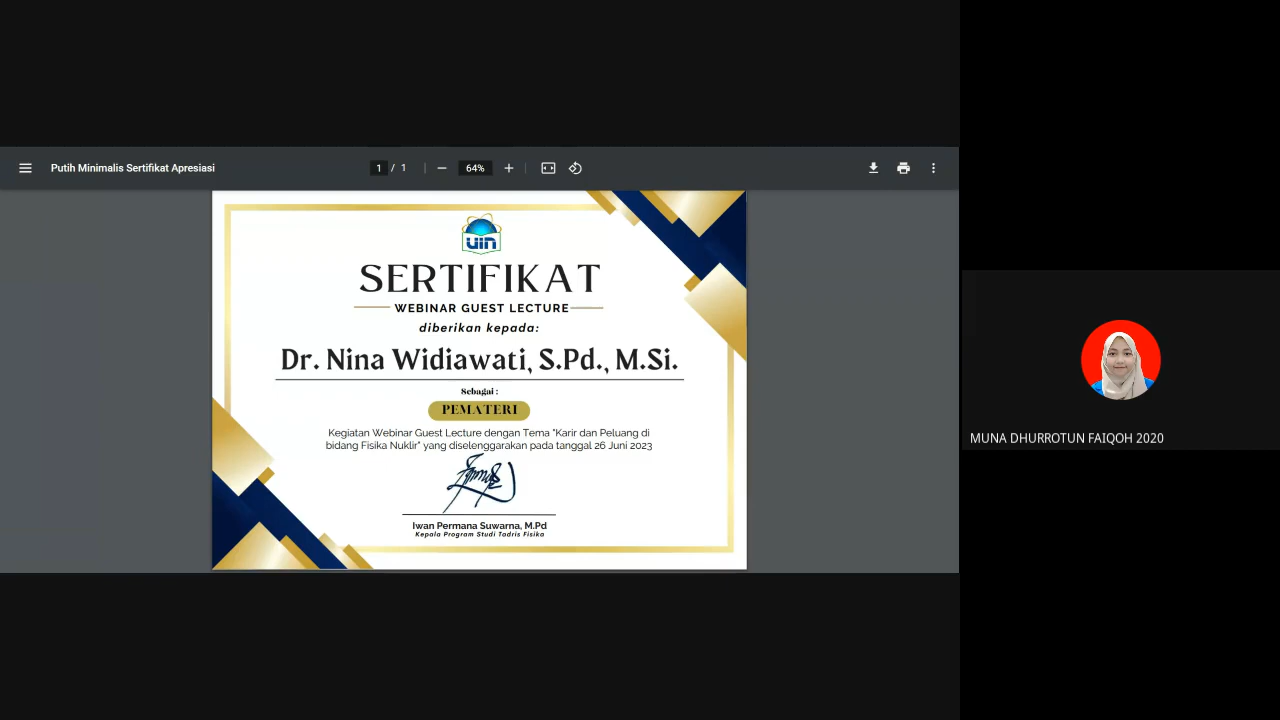 Putih Minimalis Sertifikat Apresiasi
1 / 1
64%
uin
SERTIFIKAT
WEBINAR GUEST LECTURE
diberikan kepada:
Dr. Nina Widiawati, S.Pd., M.Si.
Sebagai :
PEMATERI
Kegiatan Webinar Guest Lecture dengan Tema "Karir dan Peluang di
bidang Fisika Nuklir" yang diselenggarakan pada tanggal 26 Juni 2023
Iwan Permana Suwarna, M.Pd
Kepala Program Studi Tadris Fisika
MUNA DHURROTUN FAIQOH 2020